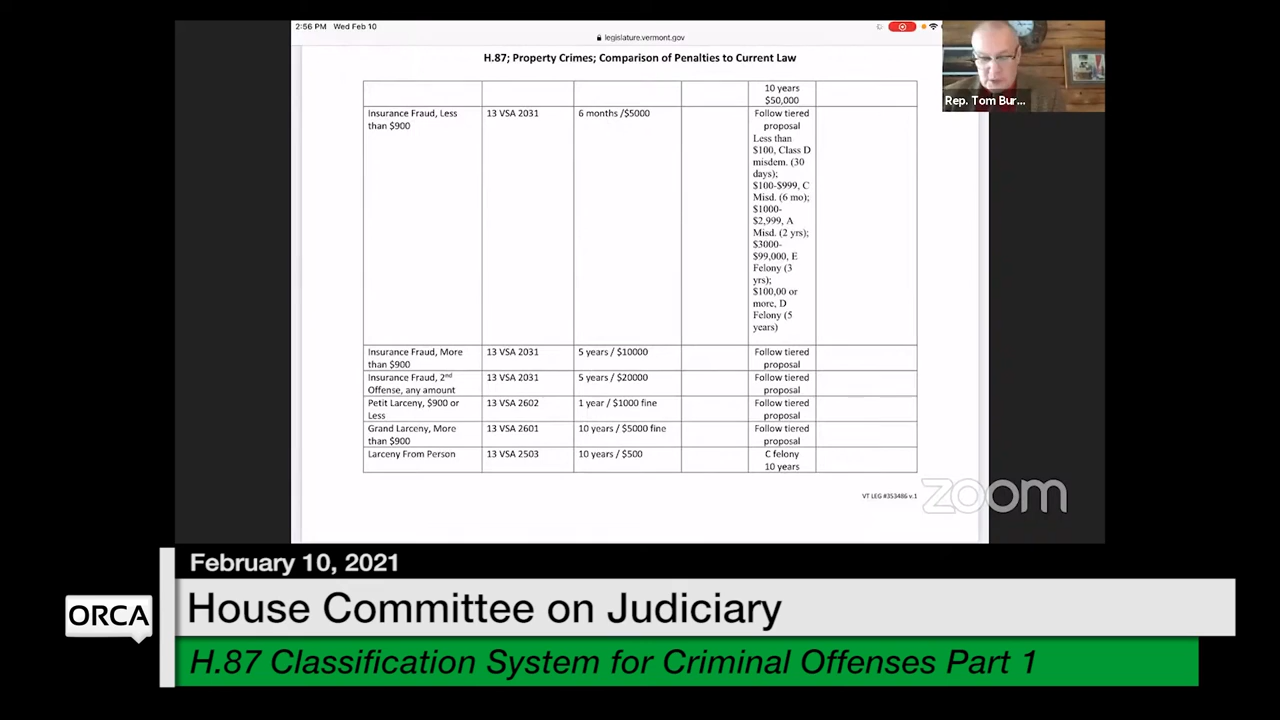 2:56 PM Wed Feb 10
legislature.vermont.gov
H.87; Property Crimes; Comparison of Penalties to Current Law
Rep. Tom Bur...
10 years
$50,000
Insurance Fraud, Less
than $900
13 VSA 2031
6 months /$5000
Follow tiered
proposal
Less than
$100, Class D
misdem. (30
days);
$100-$999, C
Misd. (6 mo);
$1000-
$2,999, A
Misd. (2 yrs);
$3000-
$99,000, E
Felony (3
yrs);
$100,00 or
more, D
Felony (5
years)
Insurance Fraud, More
than $900
13 VSA 2031
5 years / $10000
Follow tiered
proposal
Insurance Fraud, 2nd
Offense, any amount
13 VSA 2031
5 years / $20000
Follow tiered
proposal
Petit Larceny, $900 or
Less
13 VSA 2602
1 year / $1000 fine
Follow tiered
proposal
Grand Larceny, More
than $900
13 VSA 2601
10 years / $5000 fine
Follow tiered
proposal
Larceny From Person
13 VSA 2503
10 years / $500
C felony
10 years
VT LEG #353486 v.1
zoom
February 10, 2021
ORCA
House Committee on Judiciary
H.87 Classification System for Criminal Offenses Part 1